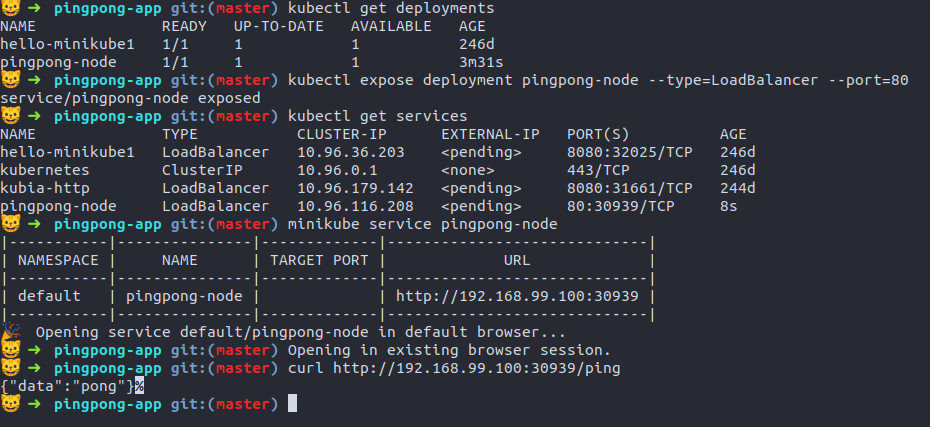 😺 ➜ pingpong-app git:(master) kubectl get deployments
NAME READY UP-TO-DATE AVAILABLE AGE
hello-minikube1 1/1 1 1 246d
pingpong-node 1/1 1 1 3m31s
😺 ➜ pingpong-app git:(master) kubectl expose deployment pingpong-node --type=LoadBalancer --port=80
service/pingpong-node exposed
😺 ➜ pingpong-app git:(master) kubectl get services
NAME TYPE CLUSTER-IP EXTERNAL-IP PORT(S) AGE
hello-minikube1 LoadBalancer 10.96.36.203 <pending> 8080:32025/TCP 246d
kubernetes ClusterIP 10.96.0.1 <none> 443/TCP 246d
kubia-http LoadBalancer 10.96.179.142 <pending> 8080:31661/TCP 244d
pingpong-node LoadBalancer 10.96.116.208 <pending> 80:30939/TCP 8s
😺 ➜ pingpong-app git:(master) minikube service pingpong-node
|-----------|---------------|-------------|-----------------------------|
| NAMESPACE | NAME | TARGET PORT | URL |
|-----------|---------------|-------------|-----------------------------|
| default | pingpong-node | | http://192.168.99.100:30939 |
|-----------|---------------|-------------|-----------------------------|
🎉 Opening service default/pingpong-node in default browser...
😺 ➜ pingpong-app git:(master) Opening in existing browser session.
😺 ➜ pingpong-app git:(master) curl http://192.168.99.100:30939/ping
{"data":"pong"}%
😺 ➜ pingpong-app git:(master)